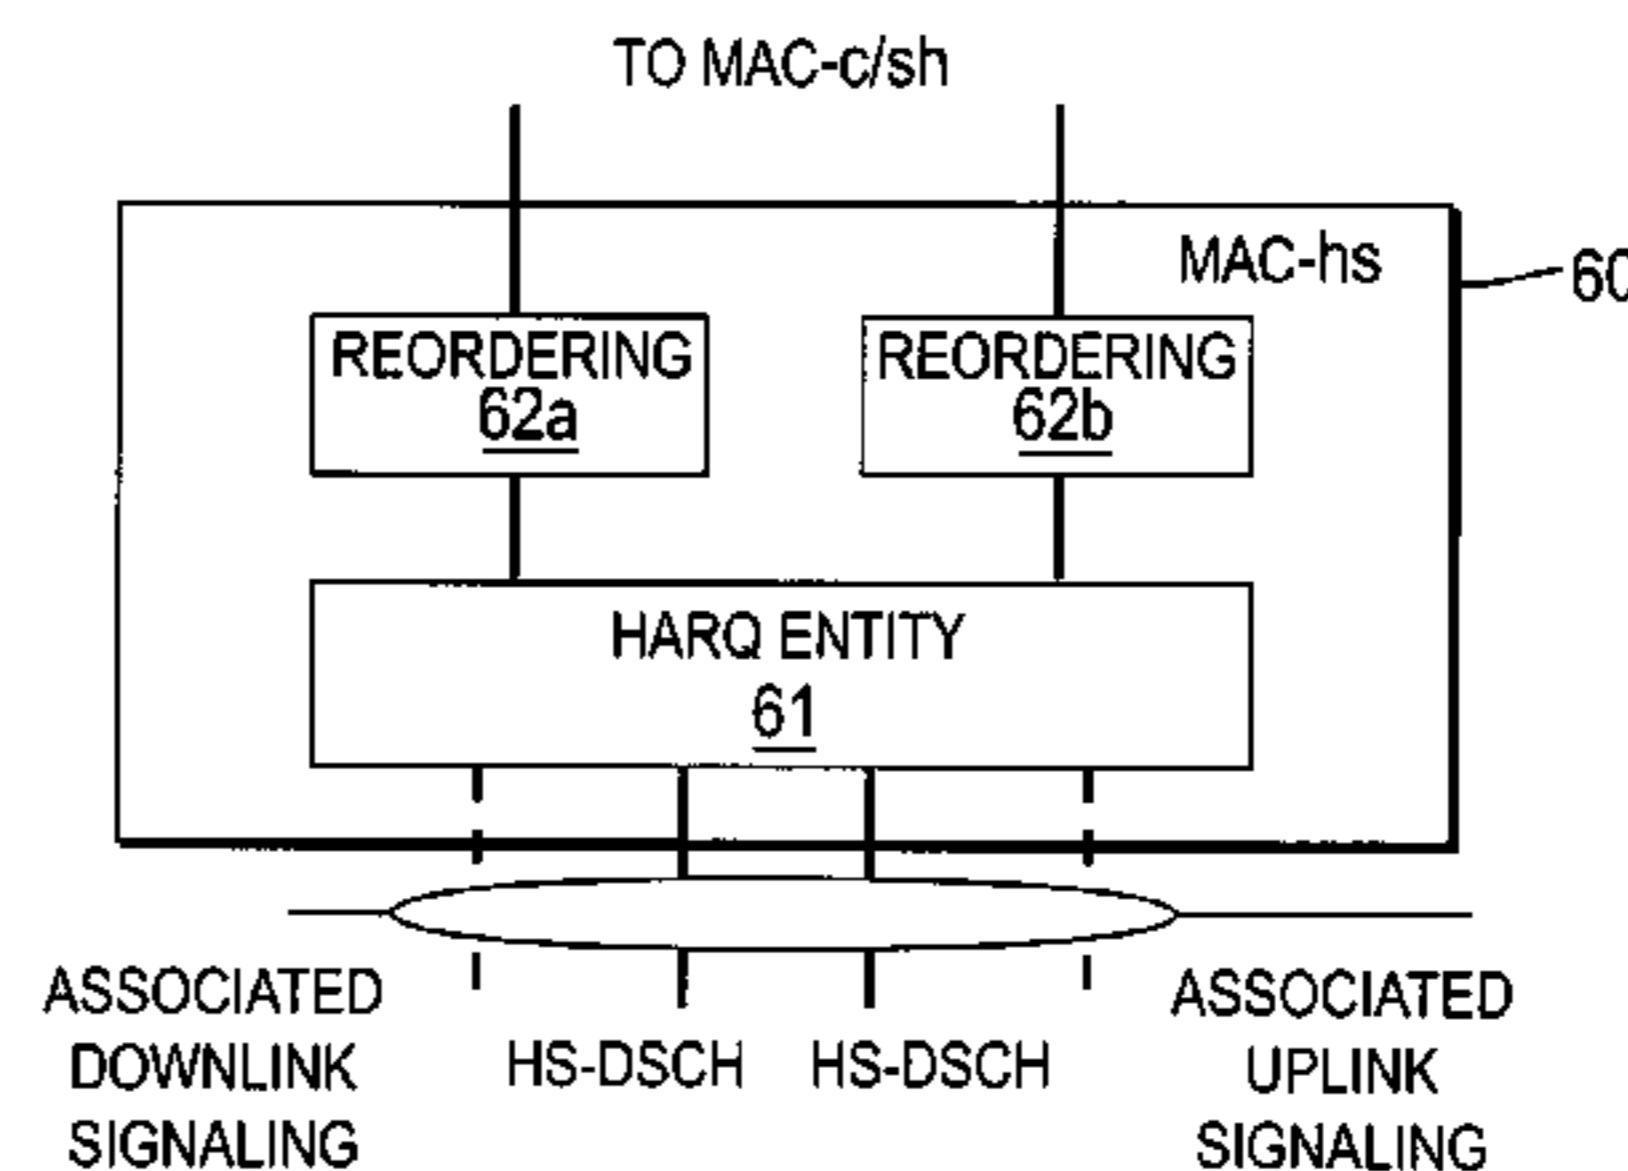 TO MAC-c/sh
MAC-hs
60
REORDERING
62a
REORDERING
62b
HARQ ENTITY
61
ASSOCIATED
DOWNLINK
SIGNALING
HS-DSCH
HS-DSCH
ASSOCIATED
UPLINK
SIGNALING